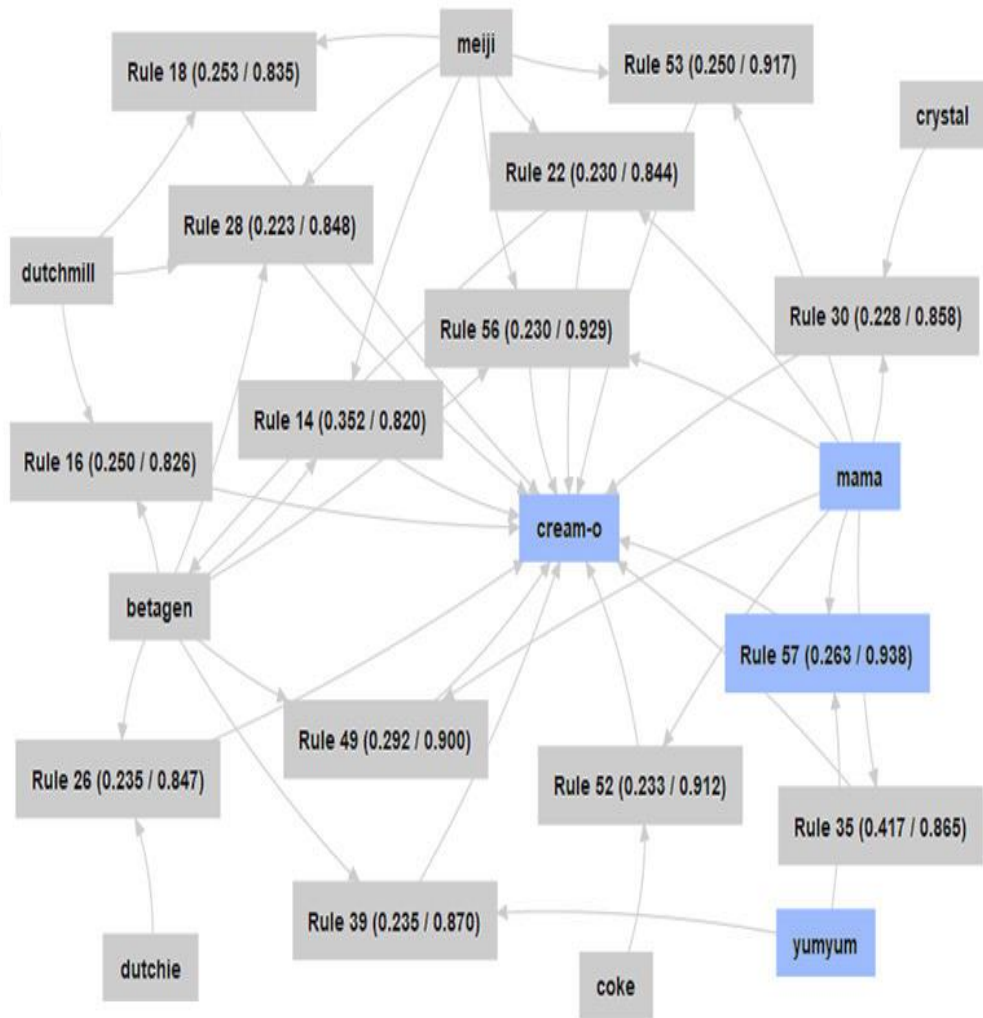 meiji
Rule 18 (0.253 / 0.835)
Rule 53 (0.250 / 0.917)
crystal
Rule 22 (0.230 / 0.844)
Rule 28 (0.223 / 0.848)
dutchmill
Rule 56 (0.230 / 0.929)
Rule 30 (0.228 / 0.858)
Rule 14 (0.352 / 0.820)
Rule 16 (0.250 / 0.826)
mama
cream-o
betagen
Rule 57 (0.263 / 0.938)
Rule 49 (0.292 / 0.900)
Rule 26 (0.235 / 0.847)
Rule 52 (0.233 / 0.912)
Rule 35 (0.417 / 0.865)
Rule 39 (0.235 / 0.870)
yumyum
dutchie
coke